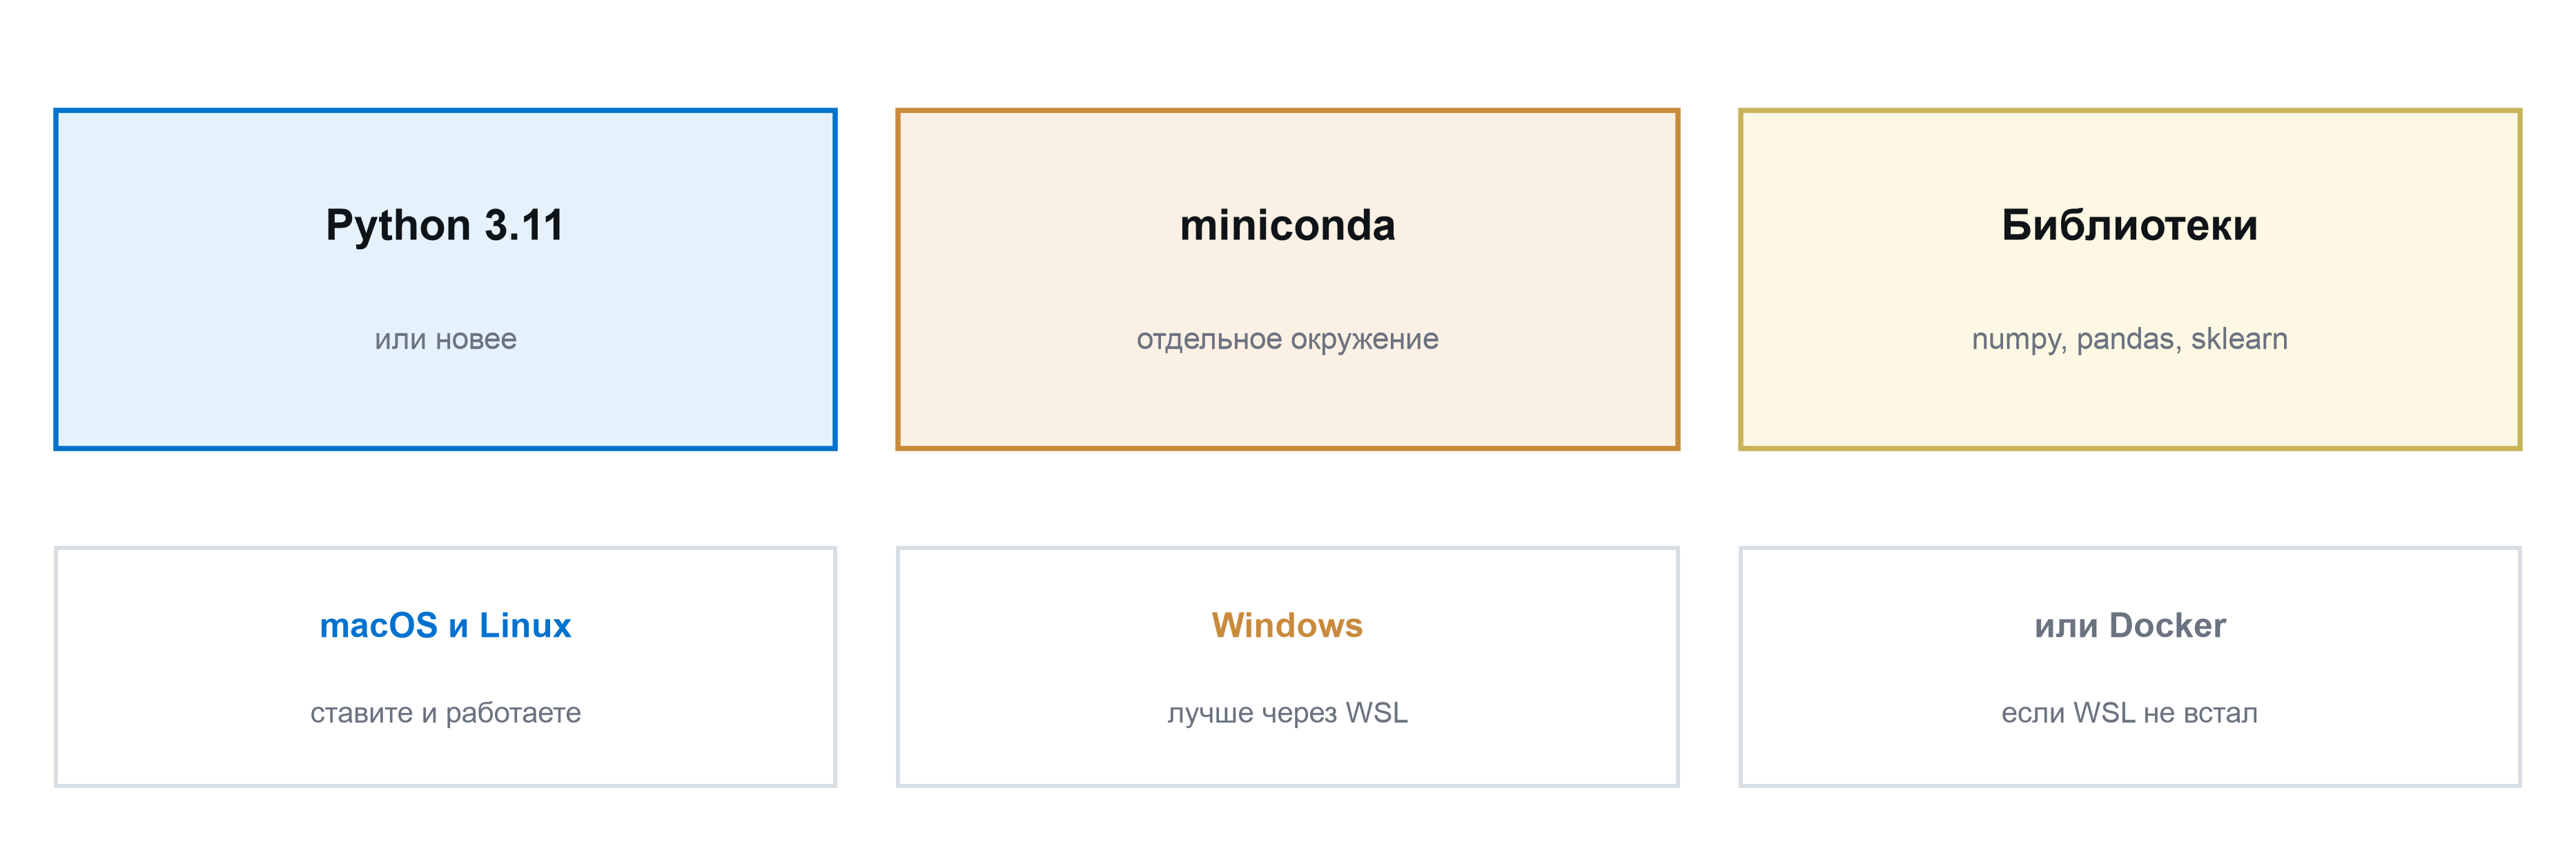 Python 3.11
или новее
miniconda
отдельное окружение
Библиотеки
numpy, pandas, sklearn
macOS и Linux
ставите и работаете
Windows
лучше через WSL
или Docker
если WSL не встал